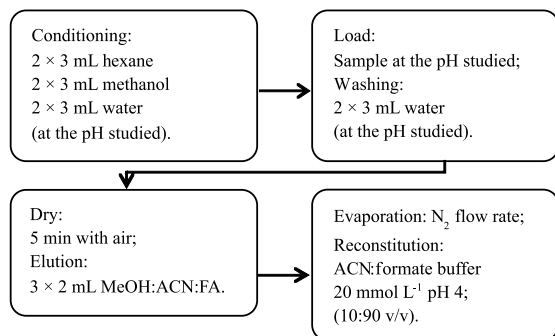 Conditioning:
2 × 3 mL hexane
2 × 3 mL methanol
2 × 3 mL water
(at the pH studied).
Load:
Sample at the pH studied;
Washing:
2 × 3 mL water
(at the pH studied).
Dry:
5 min with air;
Elution:
3 × 2 mL MeOH:ACN:FA.
Evaporation: N₂ flow rate;
Reconstitution:
ACN:formate buffer
20 mmol L⁻¹ pH 4;
(10:90 v/v).